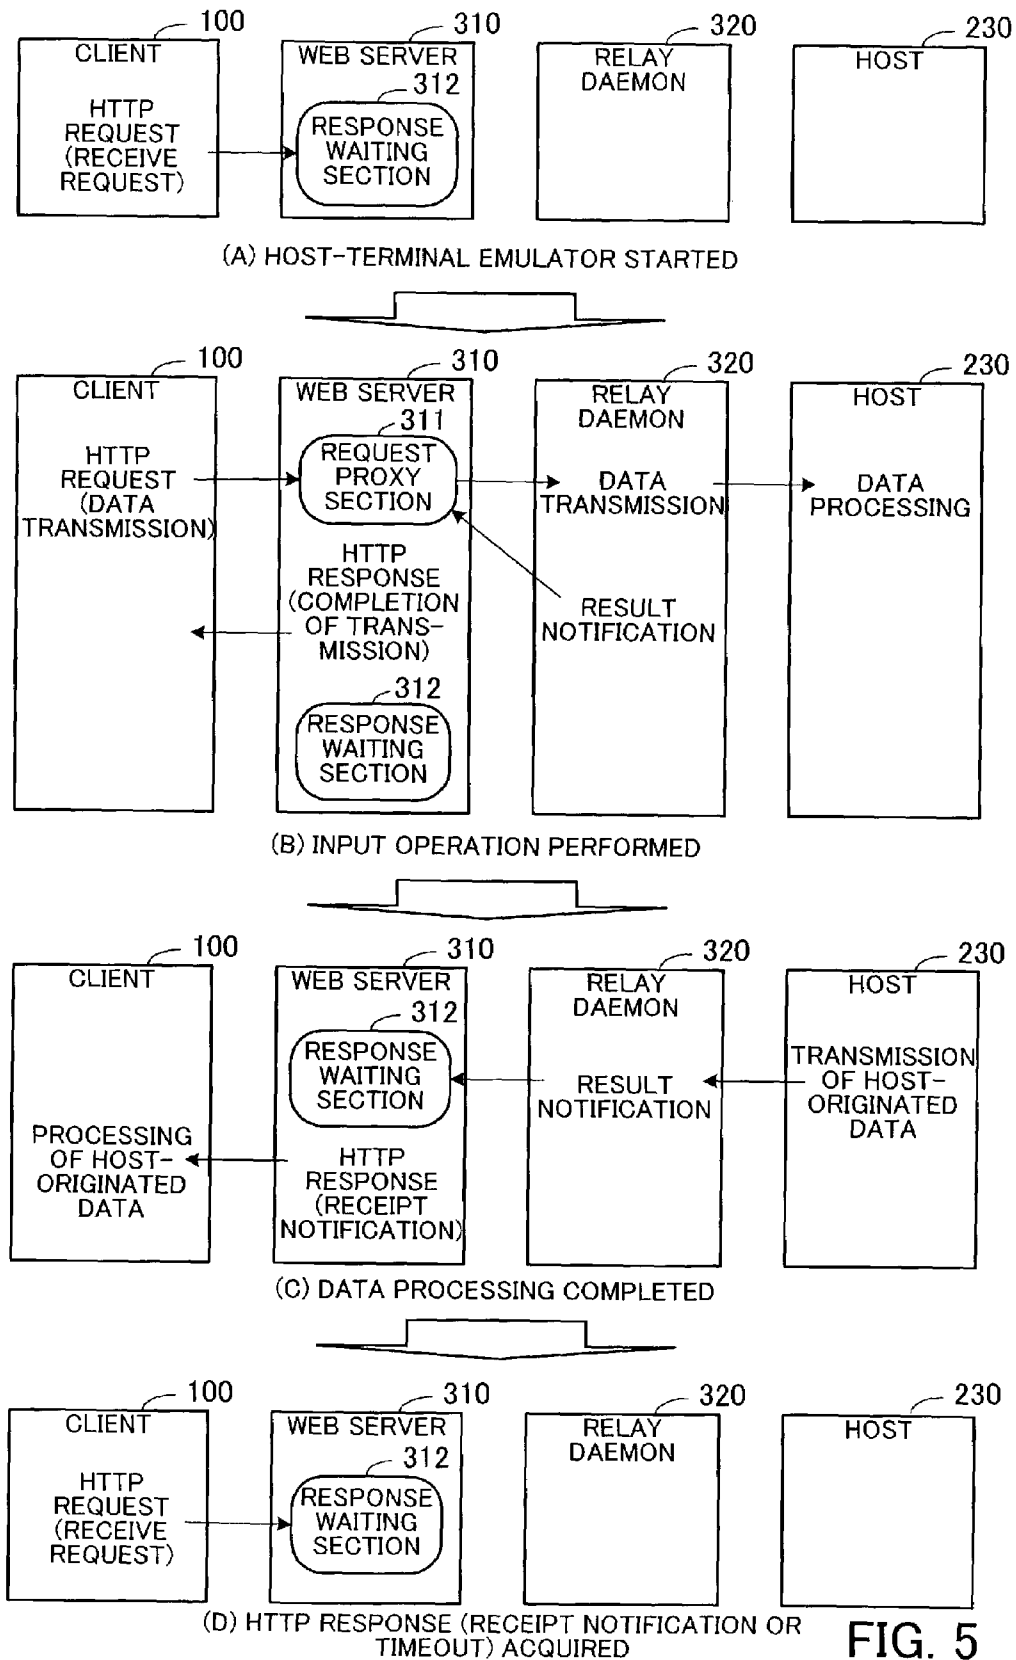 100
310
320
230
CLIENT
WEB SERVER
RELAY
DAEMON
HOST
HTTP
REQUEST
(RECEIVE
REQUEST)
312
RESPONSE
WAITING
SECTION
(A) HOST-TERMINAL EMULATOR STARTED
100
310
320
230
CLIENT
WEB SERVER
RELAY
DAEMON
HOST
HTTP
REQUEST
(DATA
TRANSMISSION)
311
REQUEST
PROXY
SECTION
DATA
TRANSMISSION
DATA
PROCESSING
HTTP
RESPONSE
(COMPLETION
OF TRANS-
MISSION)
RESULT
NOTIFICATION
312
RESPONSE
WAITING
SECTION
(B) INPUT OPERATION PERFORMED
100
310
320
230
CLIENT
WEB SERVER
RELAY
DAEMON
HOST
312
RESPONSE
WAITING
SECTION
RESULT
NOTIFICATION
TRANSMISSION
OF HOST-
ORIGINATED
DATA
PROCESSING
OF HOST-
ORIGINATED
DATA
HTTP
RESPONSE
(RECEIPT
NOTIFICATION)
(C) DATA PROCESSING COMPLETED
100
310
320
230
CLIENT
WEB SERVER
RELAY
DAEMON
HOST
HTTP
REQUEST
(RECEIVE
REQUEST)
312
RESPONSE
WAITING
SECTION
(D) HTTP RESPONSE (RECEIPT NOTIFICATION OR
TIMEOUT) ACQUIRED
FIG. 5